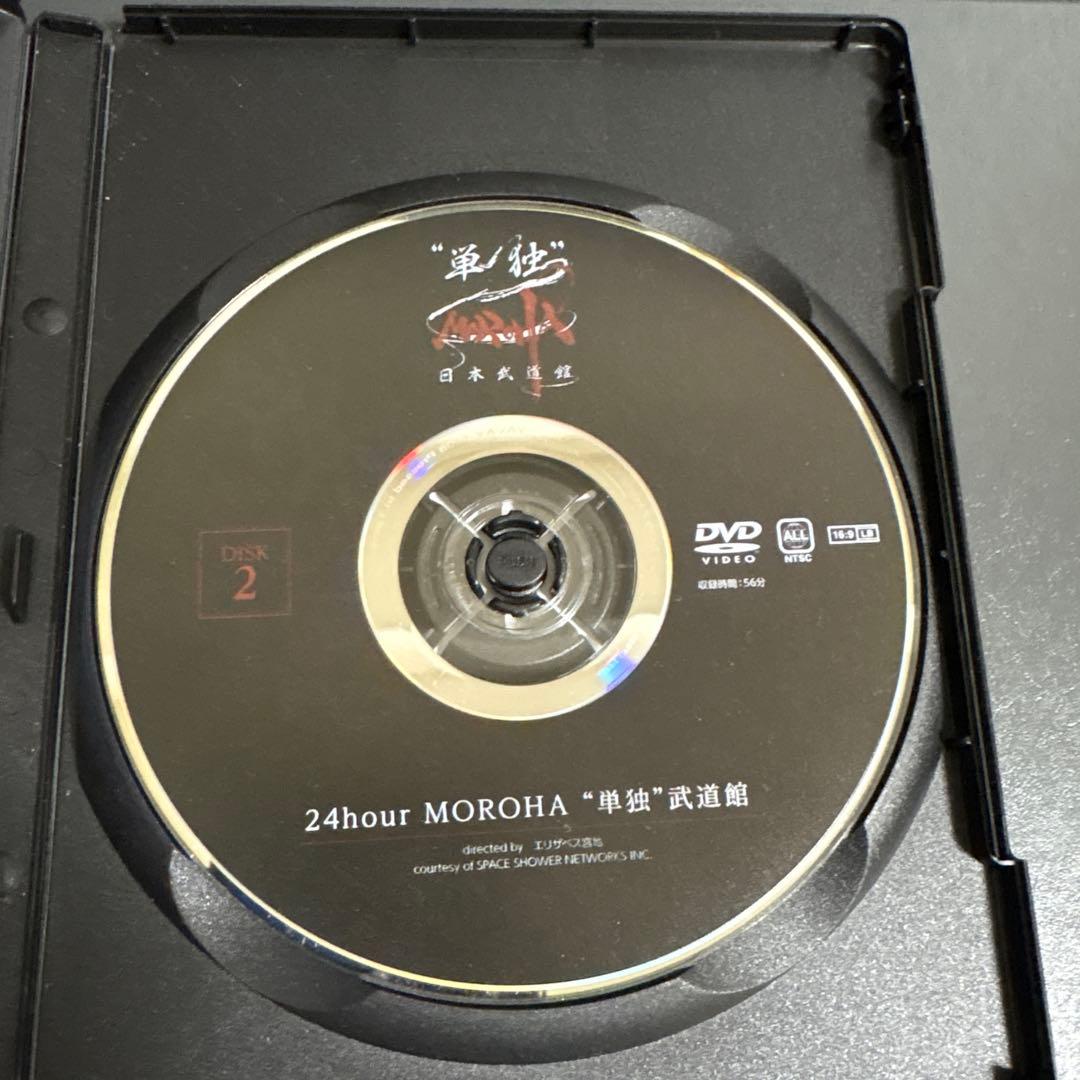 “単独”
MOROHA
日本武道館
DISK
2
DVD
VIDEO
ALL
NTSC
16:9 LB
収録時間:56分
24hour MOROHA “単独”武道館
directed by エリザベス宮地
courtesy of SPACE SHOWER NETWORKS INC.